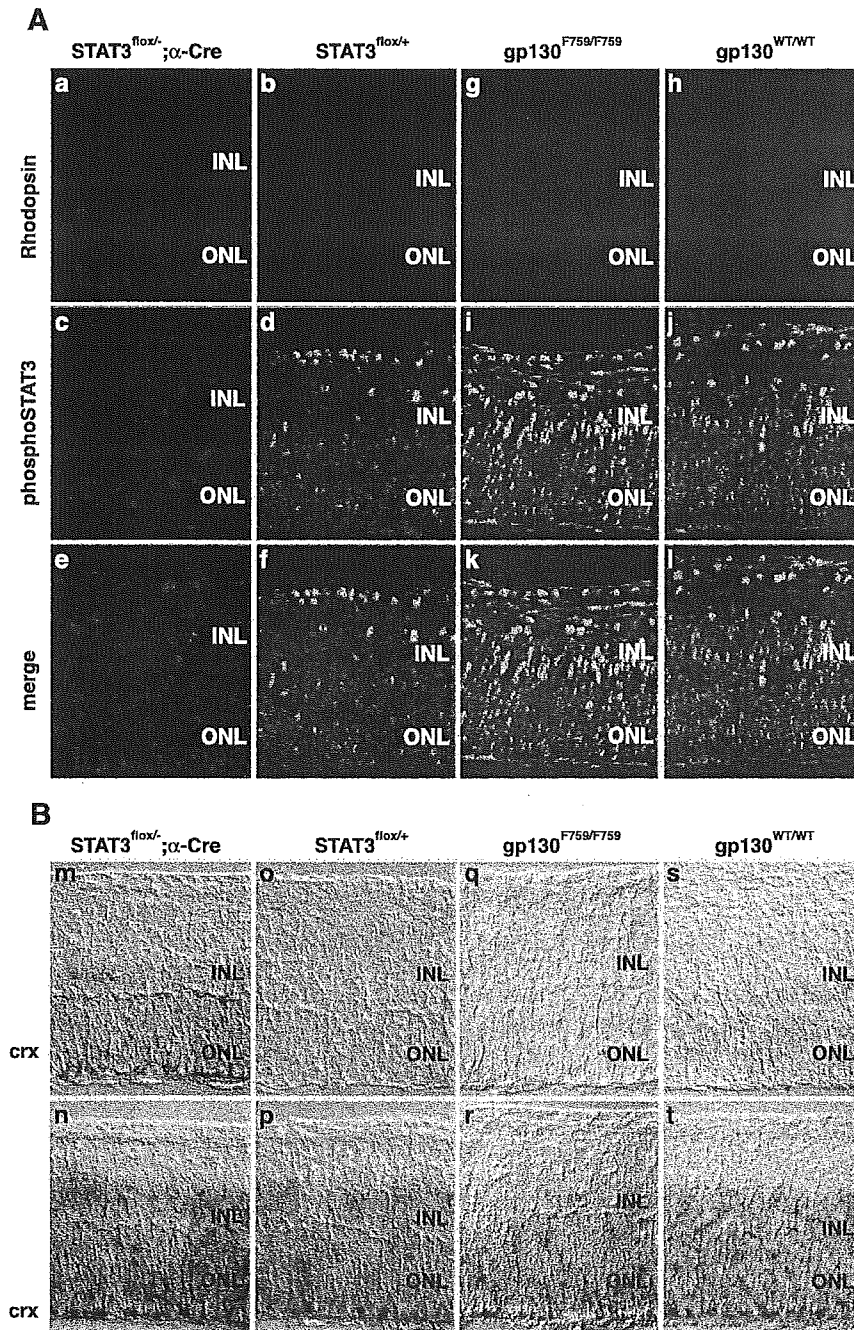 A
STAT3flox/-;α-Cre STAT3flox/+ gp130F759/F759 gp130WT/WT
Rhodopsin
a INL ONL
b INL ONL
g INL ONL
h INL ONL
phosphoSTAT3
c INL ONL
d INL ONL
i INL ONL
j INL ONL
merge
e INL ONL
f INL ONL
k INL ONL
l INL ONL
B
STAT3flox/-;α-Cre STAT3flox/+ gp130F759/F759 gp130WT/WT
crx
m INL ONL
o INL ONL
q INL ONL
s INL ONL
crx
n INL ONL
p INL ONL
r INL ONL
t INL ONL